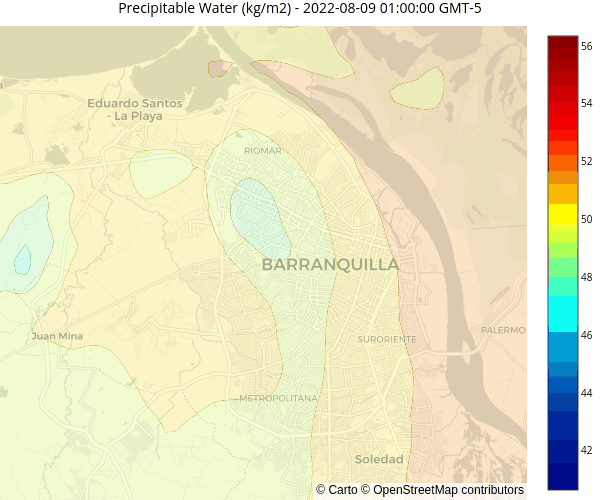 Precipitable Water (kg/m2) - 2022-08-09 01:00:00 GMT-5
56
54
52
50
48
46
44
42
Eduardo Santos
- La Playa
RIOMAR
BARRANQUILLA
Juan Mina
PALERMO
SURORIENTE
METROPOLITANA
Soledad
© Carto © OpenStreetMap contributors